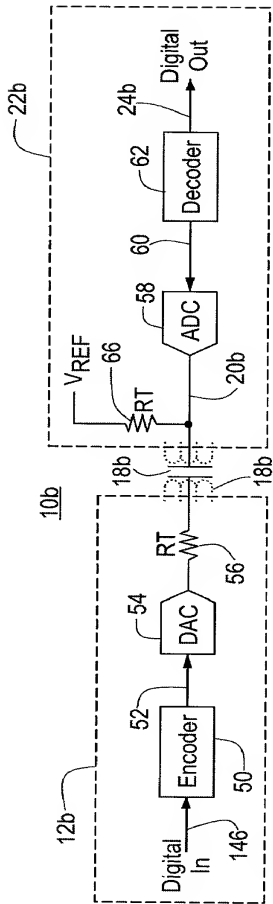 10b
12b
Digital In
146
Encoder
50
52
DAC
54
RT
56
18b
18b
22b
VREF
66
RT
20b
ADC
58
60
Decoder
62
24b
Digital Out